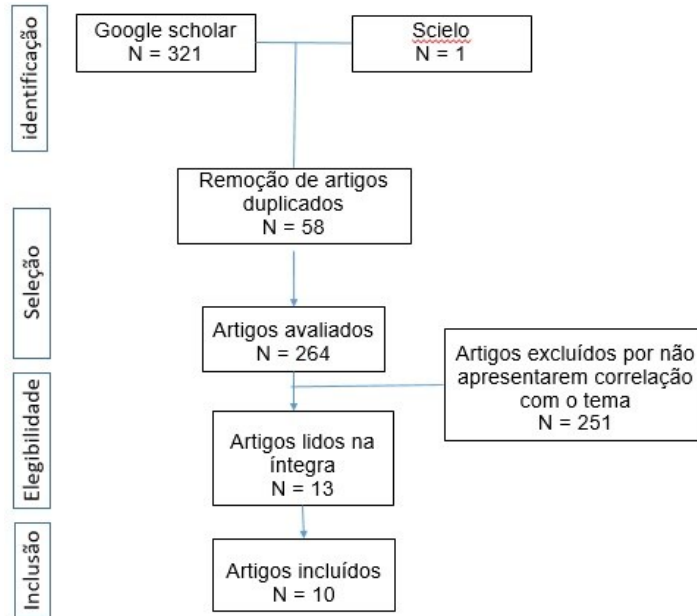 identificação
Google scholar
N = 321
Scielo
N = 1
Remoção de artigos
duplicados
N = 58
Seleção
Artigos avaliados
N = 264
Artigos excluídos por não
apresentarem correlação
com o tema
N = 251
Elegibilidade
Artigos lidos na
íntegra
N = 13
Inclusão
Artigos incluídos
N = 10